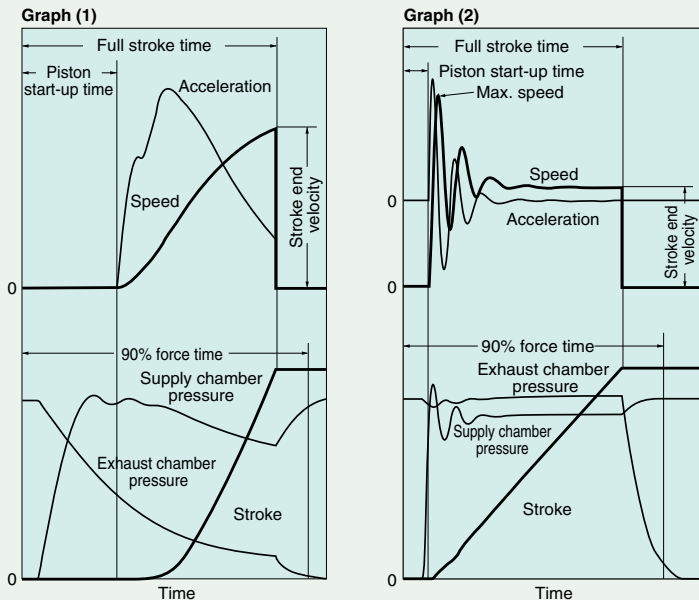 Graph (1)
Full stroke time
Piston
start-up time
Acceleration
Speed
Stroke end
velocity
0
90% force time
Supply chamber
pressure
Exhaust chamber
pressure
Stroke
0
Time
Graph (2)
Full stroke time
Piston start-up time
Max. speed
Speed
0
Acceleration
Stroke end
velocity
0
90% force time
Exhaust chamber
pressure
Supply chamber
pressure
Stroke
0
Time